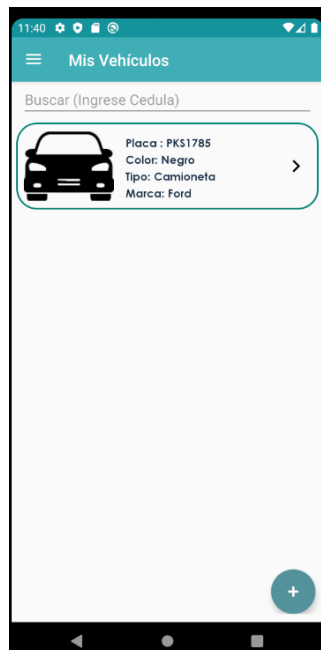 11:40
Mis Vehículos
Buscar (Ingrese Cedula)
Placa : PKS1785
Color: Negro
Tipo: Camioneta
Marca: Ford
+